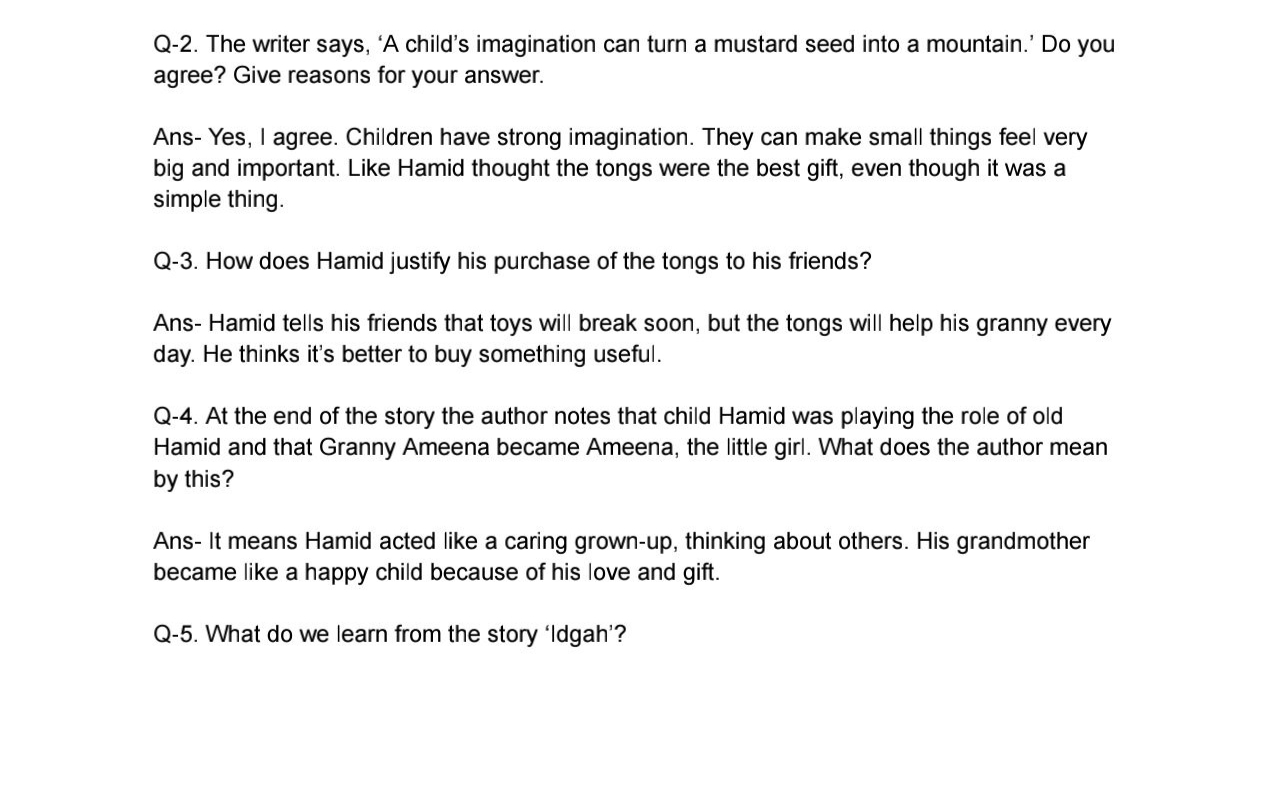 Q-2. The writer says, ‘A child’s imagination can turn a mustard seed into a mountain.’ Do you
agree? Give reasons for your answer.
Ans- Yes, I agree. Children have strong imagination. They can make small things feel very
big and important. Like Hamid thought the tongs were the best gift, even though it was a
simple thing.
Q-3. How does Hamid justify his purchase of the tongs to his friends?
Ans- Hamid tells his friends that toys will break soon, but the tongs will help his granny every
day. He thinks it’s better to buy something useful.
Q-4. At the end of the story the author notes that child Hamid was playing the role of old
Hamid and that Granny Ameena became Ameena, the little girl. What does the author mean
by this?
Ans- It means Hamid acted like a caring grown-up, thinking about others. His grandmother
became like a happy child because of his love and gift.
Q-5. What do we learn from the story ‘Idgah’?